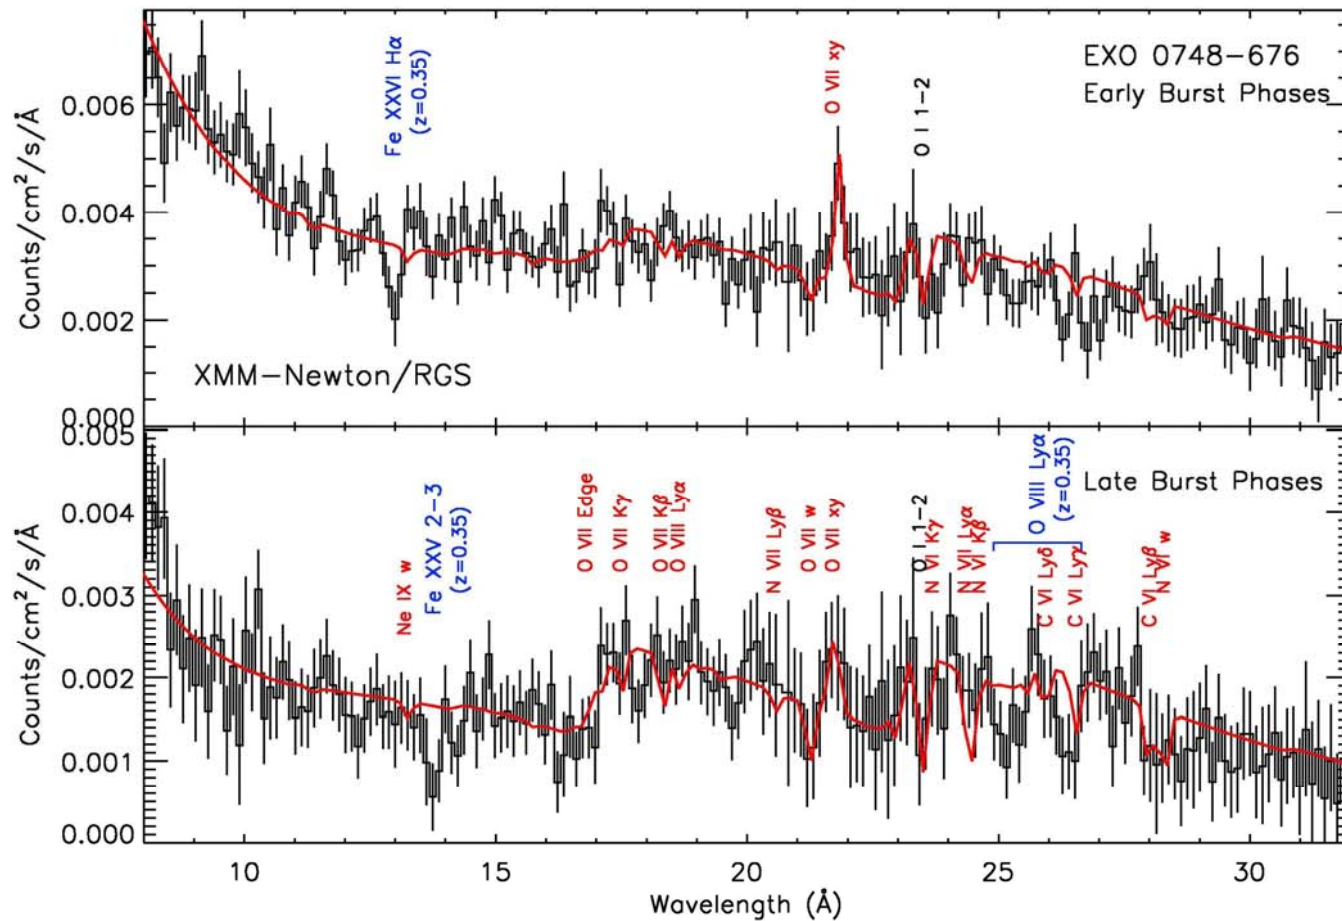 EXO 0748−676
Early Burst Phases
Fe XXVI Hα
(z=0.35)
O VII xy
O I 1−2
XMM−Newton/RGS
Counts/cm²/s/Å
0.006
0.004
0.002
0.000
Late Burst Phases
Ne IX w
Fe XXV 2−3
(z=0.35)
O VII Edge
O VII Kγ
O VII Kβ
O VIII Lyα
N VII Lyβ
O VII w
O VII xy
O I 1−2
N VI Kγ
N VII Lyα
N VI Kβ
O VIII Lyα
(z=0.35)
C VI Lyδ
C VI Lyγ
C VI Lyβ
N VI w
Counts/cm²/s/Å
0.005
0.004
0.003
0.002
0.001
0.000
10
15
20
25
30
Wavelength (Å)